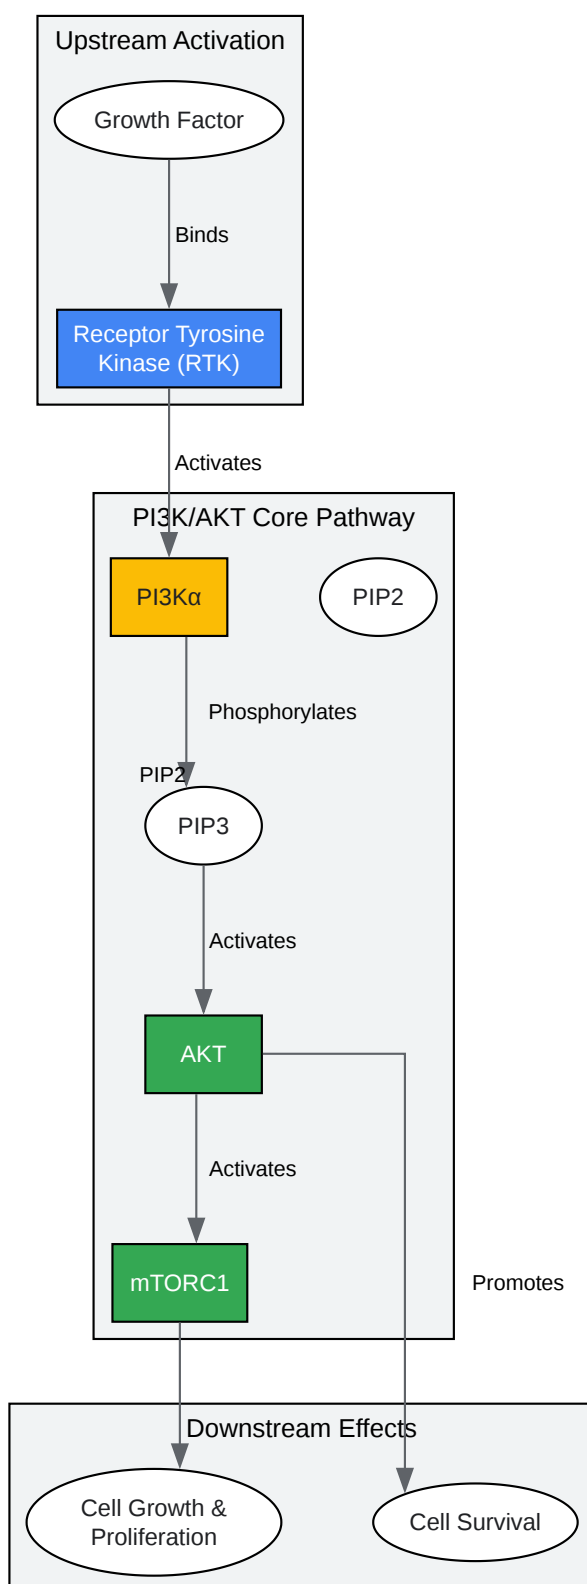 Upstream Activation
Growth Factor
Binds
Receptor Tyrosine
Kinase (RTK)
Activates
PI3K/AKT Core Pathway
PI3Kα
PIP2
Phosphorylates
PIP2
PIP3
Activates
AKT
Activates
mTORC1
Promotes
Downstream Effects
Cell Growth &
Proliferation
Cell Survival